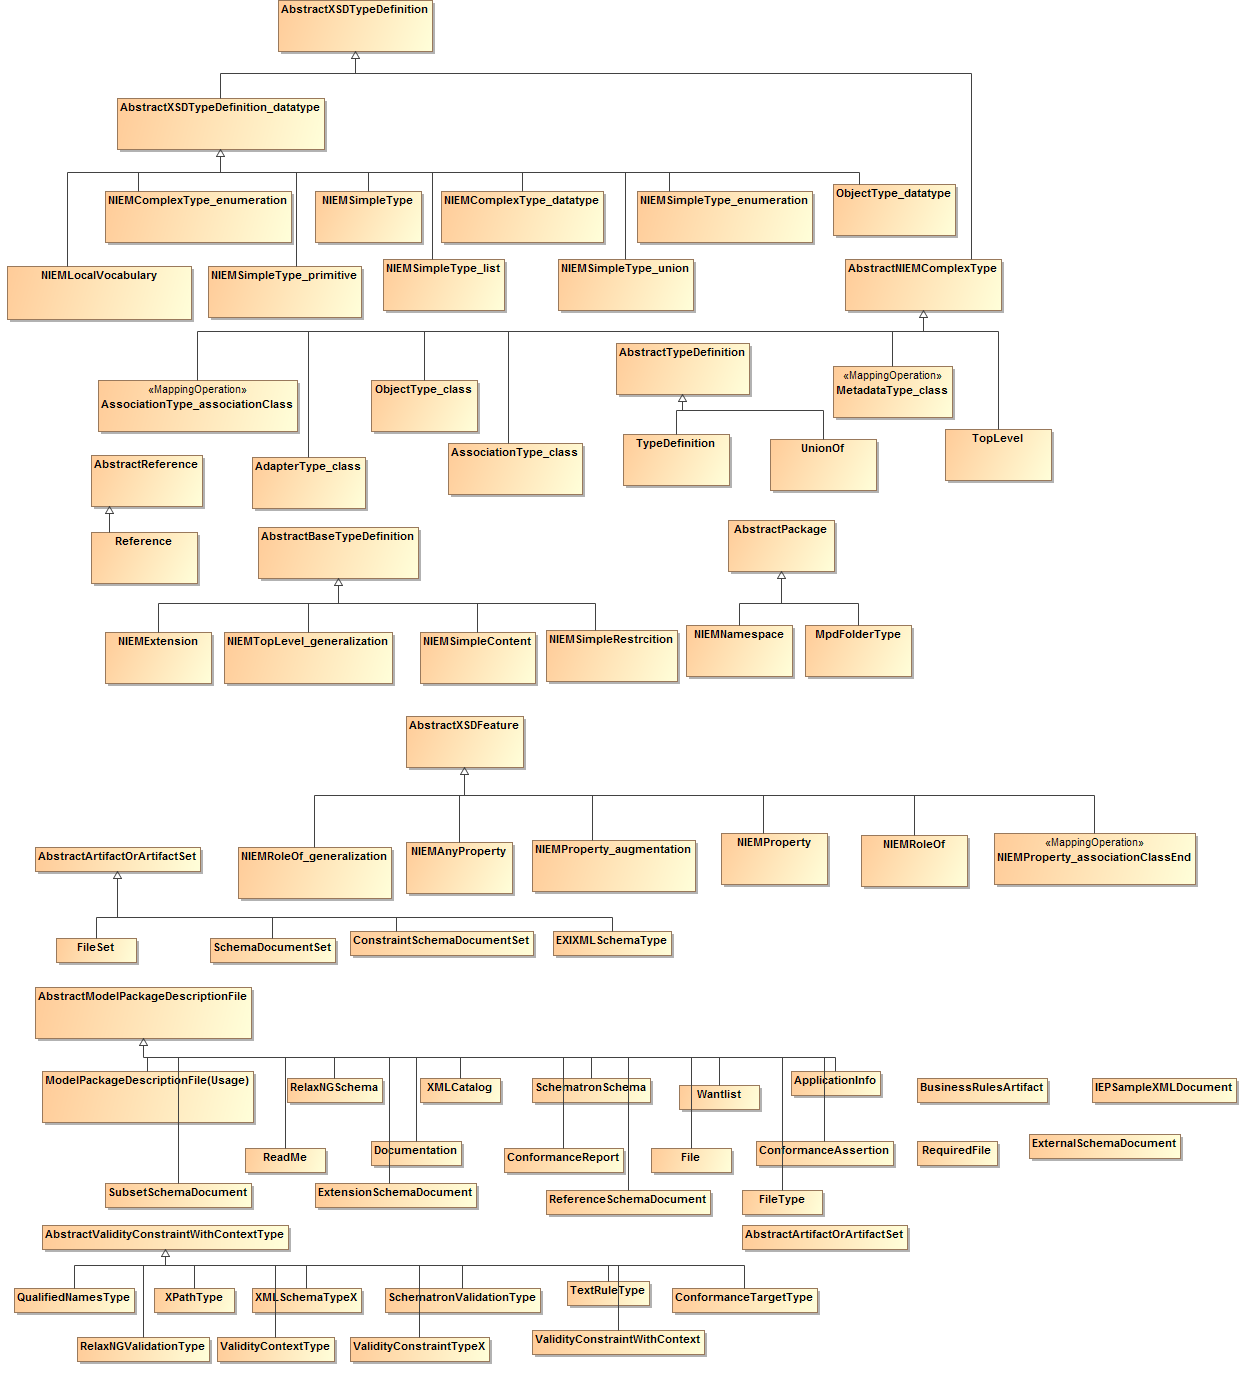 AbstractXSDTypeDefinition
AbstractXSDTypeDefinition_datatype
NIEMComplexType_enumeration
NIEMSimpleType
NIEMComplexType_datatype
NIEMSimpleType_enumeration
ObjectType_datatype
NIEMLocalVocabulary
NIEMSimpleType_primitive
NIEMSimpleType_list
NIEMSimpleType_union
AbstractNIEMComplexType
«MappingOperation»
AssociationType_associationClass
ObjectType_class
AbstractTypeDefinition
«MappingOperation»
MetadataType_class
TypeDefinition
UnionOf
TopLevel
AbstractReference
AdapterType_class
AssociationType_class
Reference
AbstractBaseTypeDefinition
AbstractPackage
NIEMExtension
NIEMTopLevel_generalization
NIEMSimpleContent
NIEMSimpleRestrcition
NIEMNamespace
MpdFolderType
AbstractXSDFeature
AbstractArtifactOrArtifactSet
NIEMRoleOf_generalization
NIEMAnyProperty
NIEMProperty_augmentation
NIEMProperty
NIEMRoleOf
«MappingOperation»
NIEMProperty_associationClassEnd
FileSet
SchemaDocumentSet
ConstraintSchemaDocumentSet
EXIXMLSchemaType
AbstractModelPackageDescriptionFile
ModelPackageDescriptionFile(Usage)
RelaxNGSchema
XMLCatalog
SchematronSchema
Wantlist
ApplicationInfo
BusinessRulesArtifact
IEPSampleXMLDocument
ReadMe
Documentation
ConformanceReport
File
ConformanceAssertion
RequiredFile
ExternalSchemaDocument
SubsetSchemaDocument
ExtensionSchemaDocument
ReferenceSchemaDocument
FileType
AbstractValidityConstraintWithContextType
AbstractArtifactOrArtifactSet
QualifiedNamesType
XPathType
XMLSchemaTypeX
SchematronValidationType
TextRuleType
ConformanceTargetType
RelaxNGValidationType
ValidityContextType
ValidityConstraintTypeX
ValidityConstraintWithContext